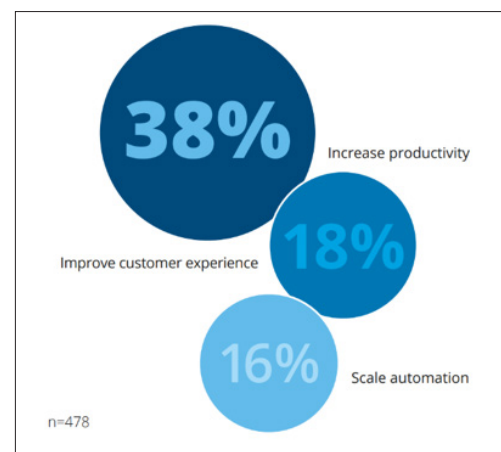 38%
Increase productivity
18%
Improve customer experience
16%
Scale automation
n=478